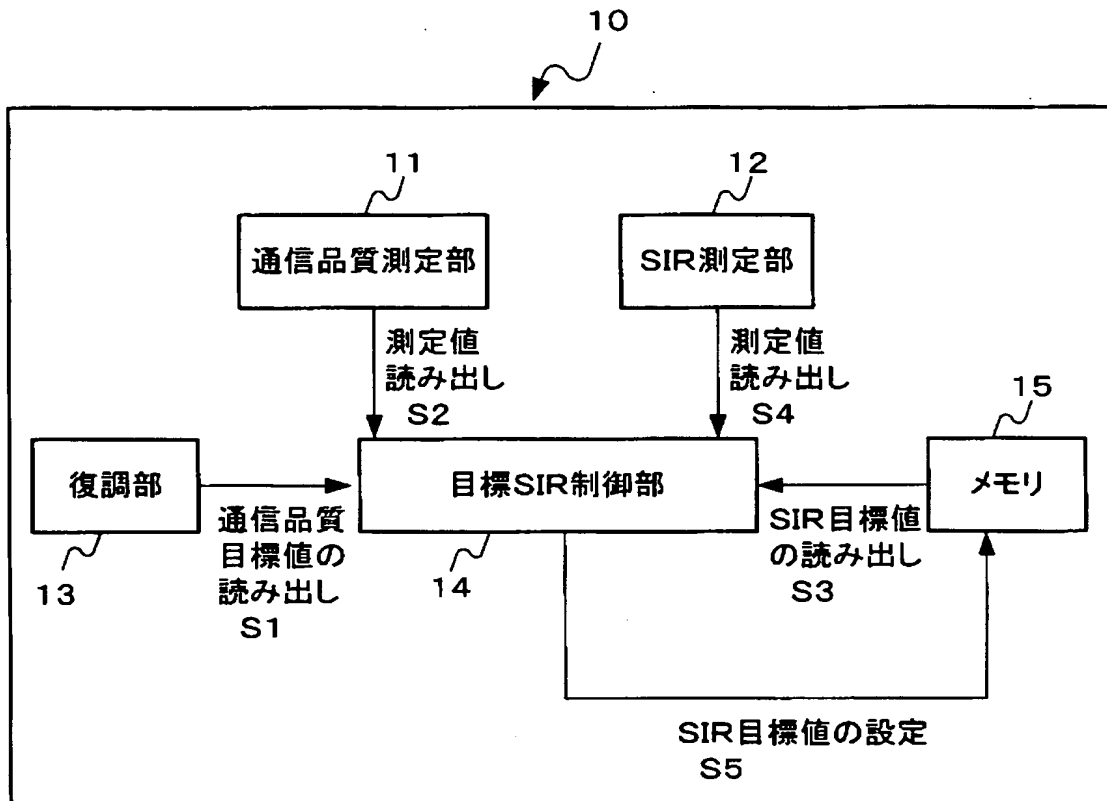 10
11
12
通信品質測定部
SIR測定部
測定値
読み出し
S2
測定値
読み出し
S4
15
復調部
目標SIR制御部
メモリ
通信品質
目標値の
読み出し
S1
SIR目標値
の読み出し
S3
13
14
SIR目標値の設定
S5